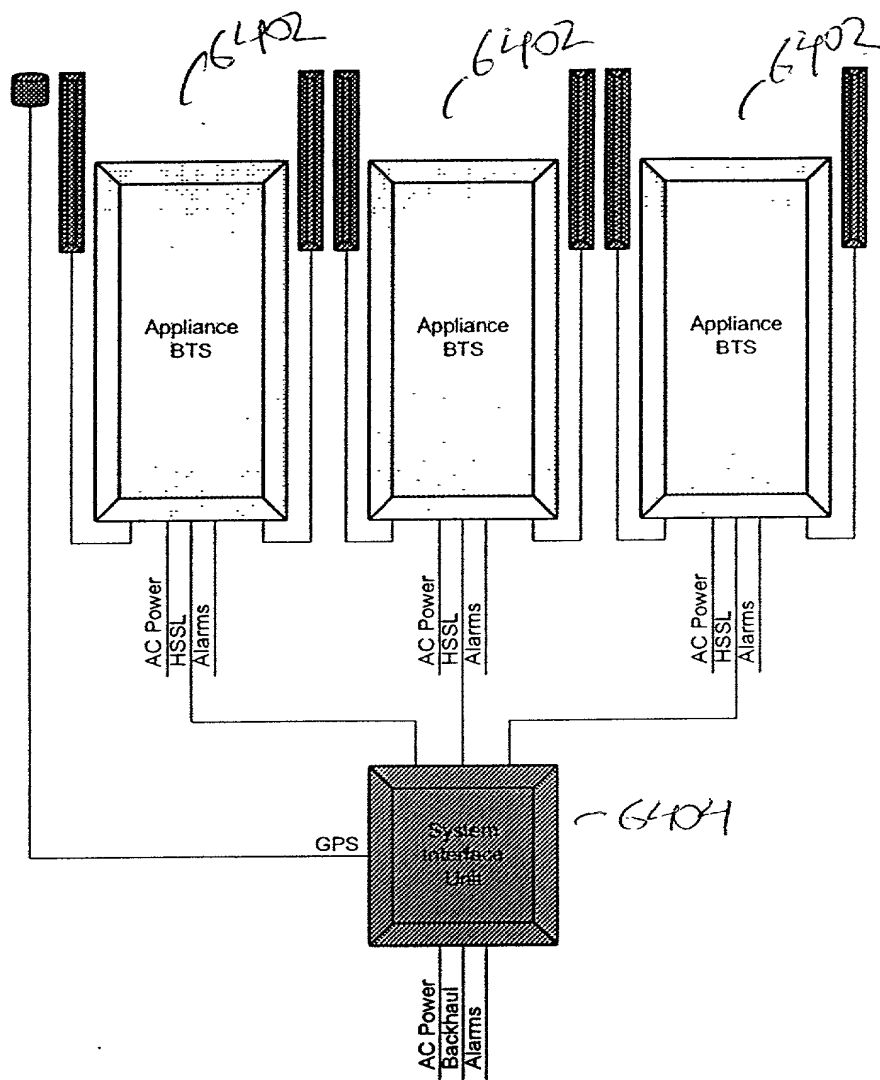 6402
6402
6402
Appliance
BTS
Appliance
BTS
Appliance
BTS
AC Power
HSSL
Alarms
AC Power
HSSL
Alarms
AC Power
HSSL
Alarms
GPS
System
Interface
Unit
6404
AC Power
Backhaul
Alarms